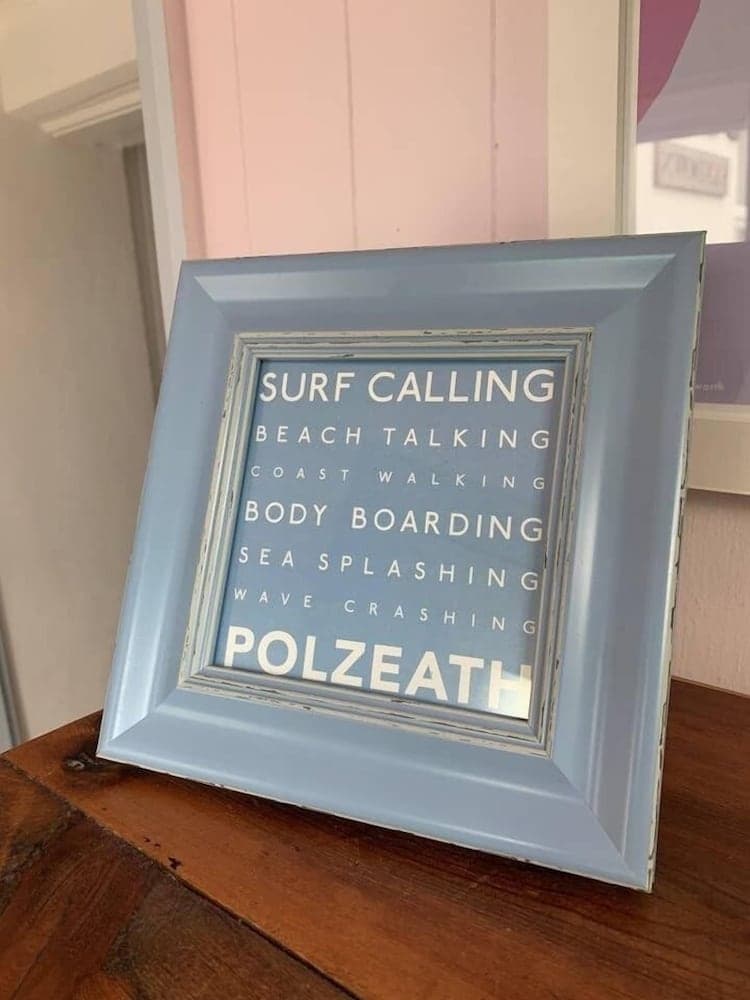 SURF CALLING
BEACH TALKING
COAST WALKING
BODY BOARDING
SEA SPLASHING
WAVE CRASHING
POLZEATH